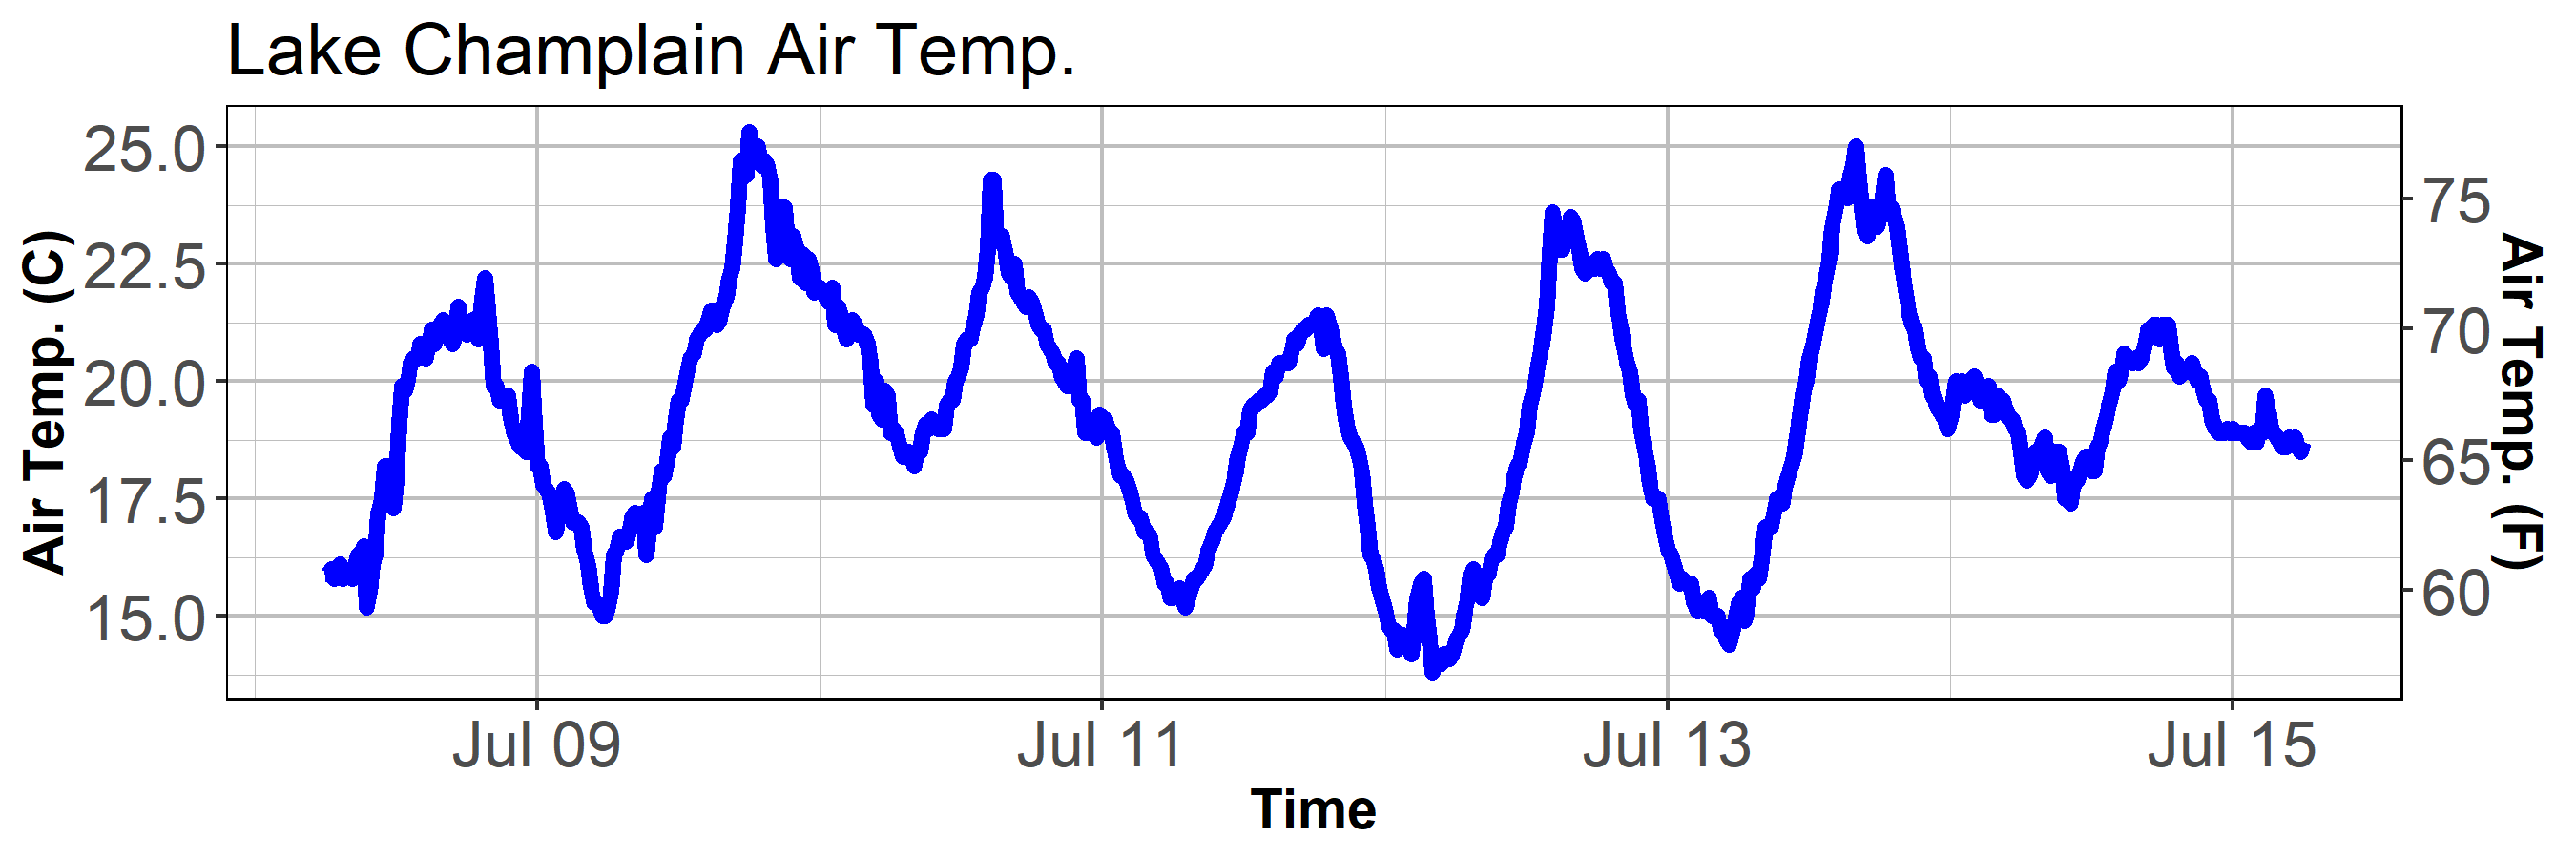 Lake Champlain Air Temp.
25.0
22.5
20.0
17.5
15.0
Air Temp. (C)
75
70
65
60
Air Temp. (F)
Jul 09
Jul 11
Jul 13
Jul 15
Time